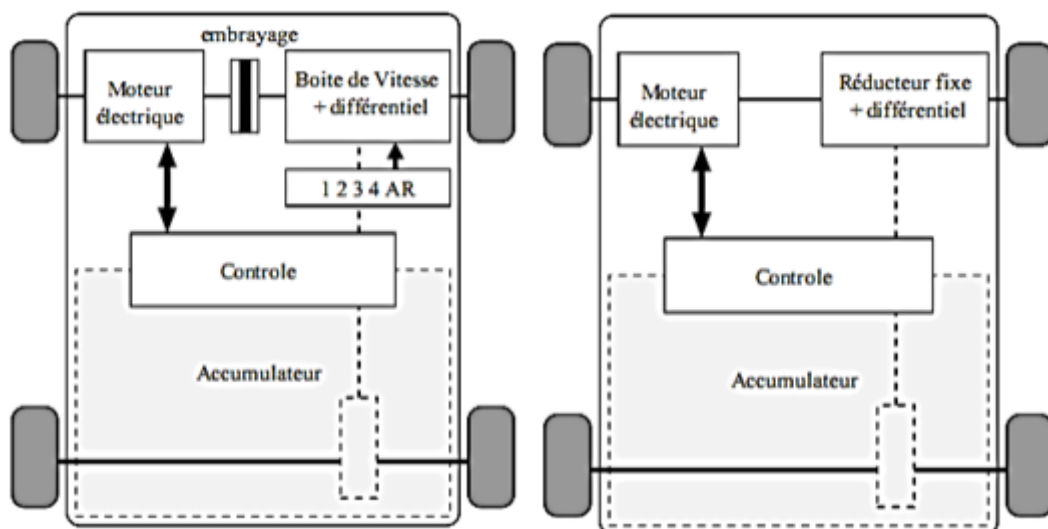 embrayage
Moteur
électrique
Boite de Vitesse
+ différentiel
1 2 3 4 AR
Controle
Accumulateur
Moteur
électrique
Réducteur fixe
+ différentiel
Controle
Accumulateur